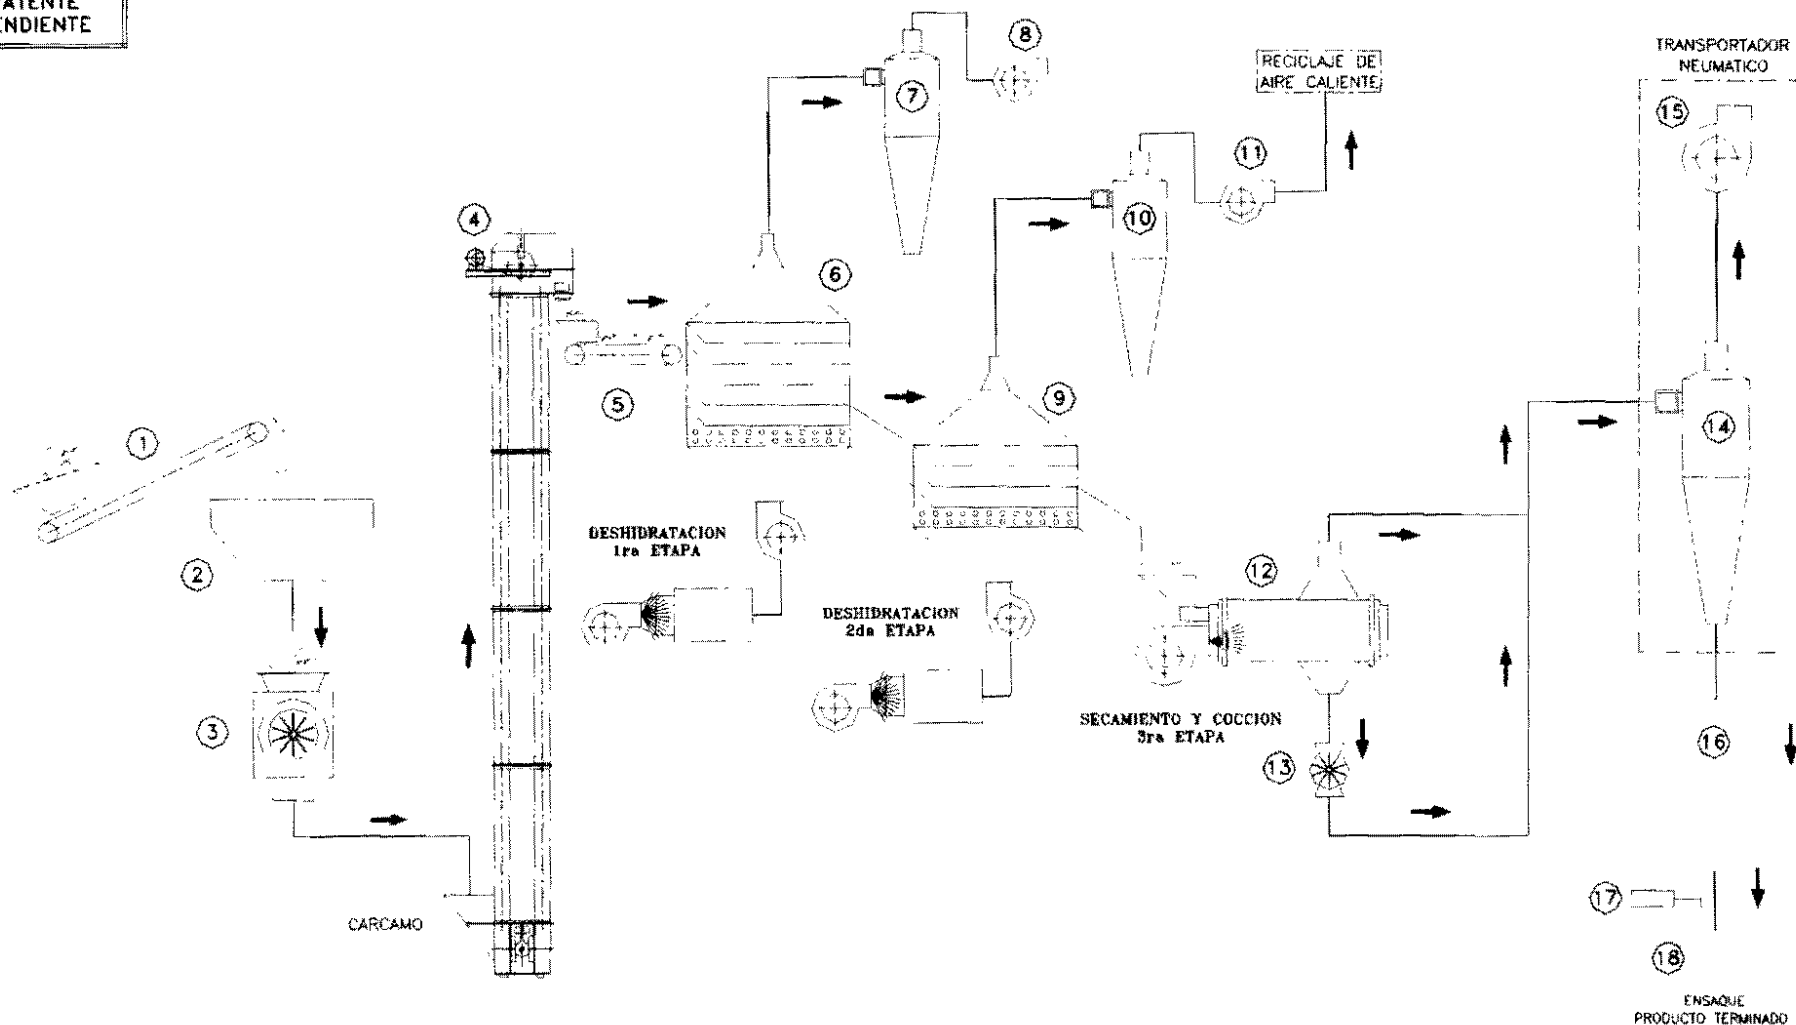 ATENTE
ENDIENTE
8
TRANSPORTADOR
NEUMATICO
RECICLAJE DE
AIRE CALIENTE
7
15
11
10
4
6
14
9
5
1
DESHIDRATACION
1ra ETAPA
2
12
DESHIDRATACION
2da ETAPA
3
SECAMIENTO Y COCCION
3ra ETAPA
16
13
CARCAMO
17
18
ENSAQUE
PRODUCTO TERMINADO